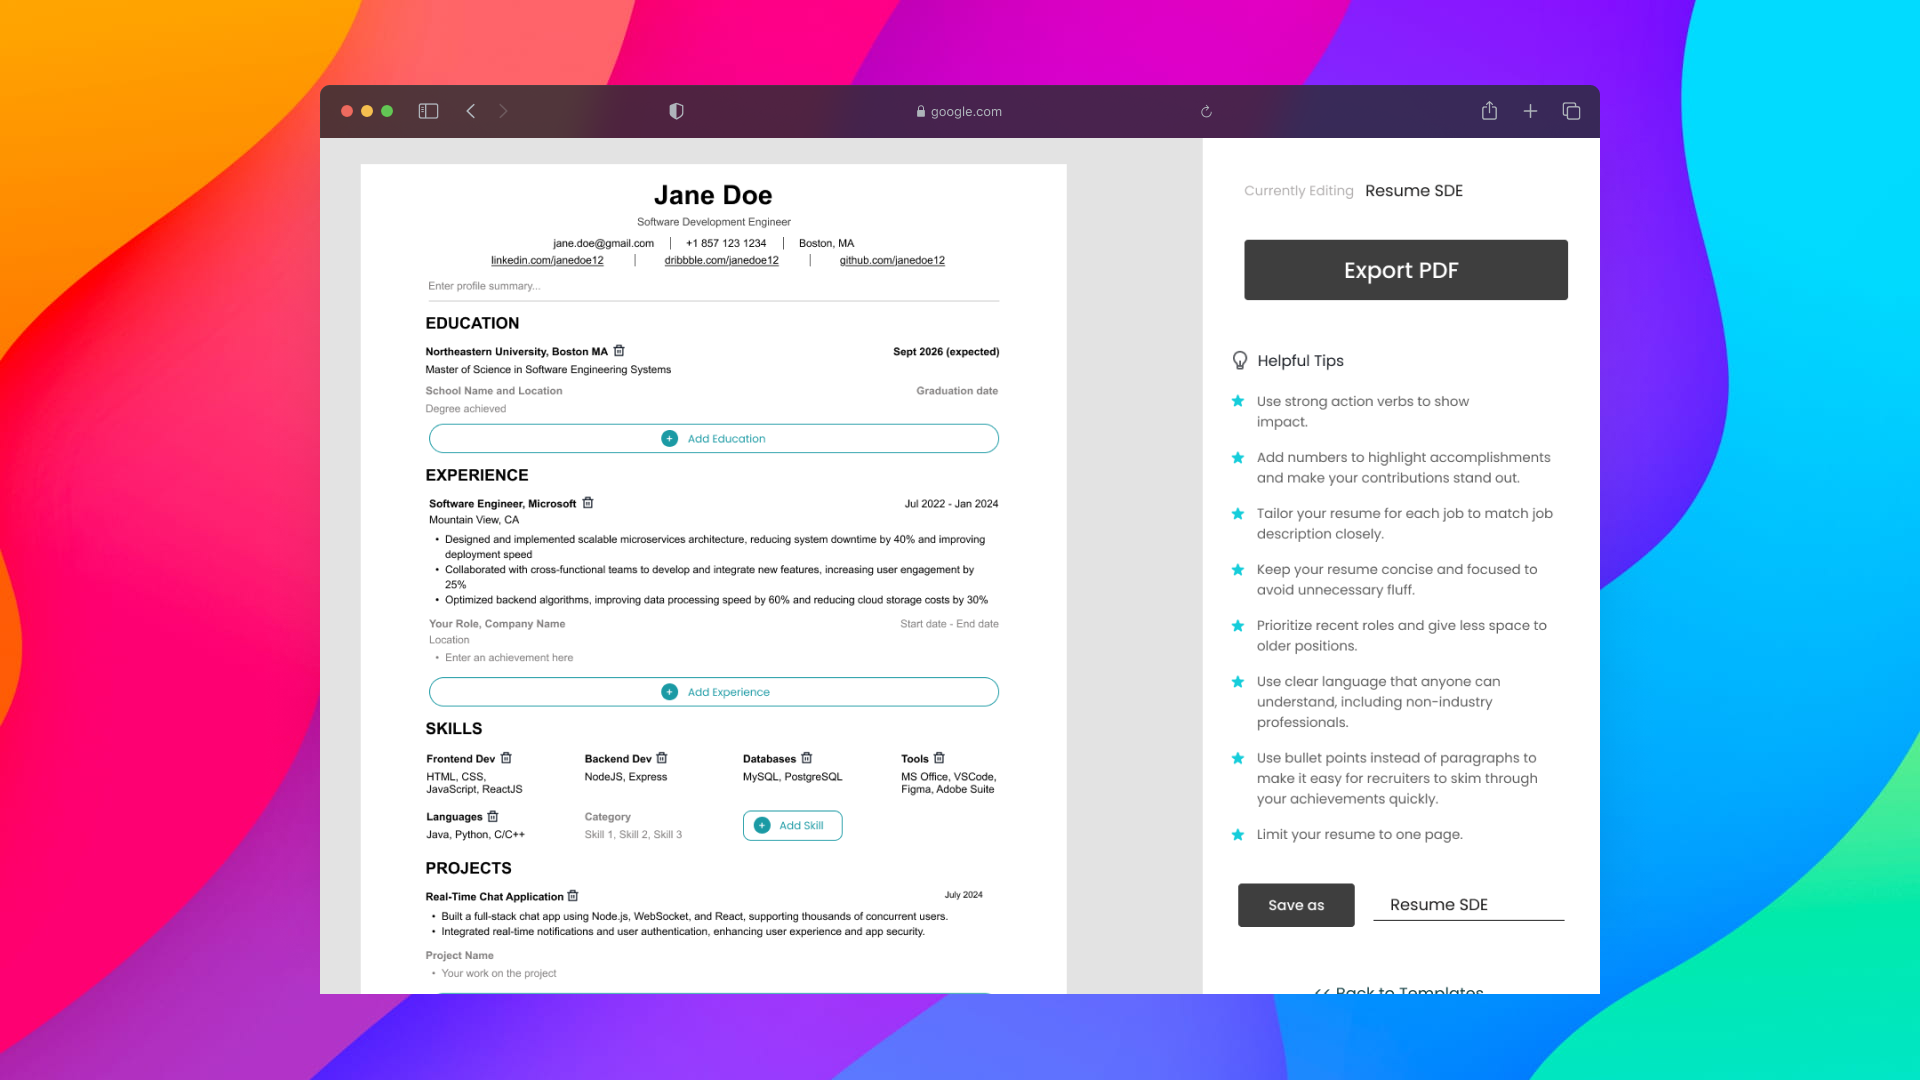 google.com
Jane Doe
Software Development Engineer
jane.doe@gmail.com | +1 857 123 1234 | Boston, MA
linkedin.com/janedoe12 | dribbble.com/janedoe12 | github.com/janedoe12
Enter profile summary...
EDUCATION
Northeastern University, Boston MA Sept 2026 (expected)
Master of Science in Software Engineering Systems
School Name and Location Graduation date
Degree achieved
+ Add Education
EXPERIENCE
Software Engineer, Microsoft Jul 2022 - Jan 2024
Mountain View, CA
• Designed and implemented scalable microservices architecture, reducing system downtime by 40% and improving
deployment speed
• Collaborated with cross-functional teams to develop and integrate new features, increasing user engagement by
25%
• Optimized backend algorithms, improving data processing speed by 60% and reducing cloud storage costs by 30%
Your Role, Company Name Start date - End date
Location
• Enter an achievement here
+ Add Experience
SKILLS
Frontend Dev Backend Dev Databases Tools
HTML, CSS, NodeJS, Express MySQL, PostgreSQL MS Office, VSCode,
JavaScript, ReactJS Figma, Adobe Suite
Languages Category
Java, Python, C/C++ Skill 1, Skill 2, Skill 3 + Add Skill
PROJECTS
Real-Time Chat Application July 2024
• Built a full-stack chat app using Node.js, WebSocket, and React, supporting thousands of concurrent users.
• Integrated real-time notifications and user authentication, enhancing user experience and app security.
Project Name
• Your work on the project
Currently Editing Resume SDE
Export PDF
Helpful Tips
Use strong action verbs to show
impact.
Add numbers to highlight accomplishments
and make your contributions stand out.
Tailor your resume for each job to match job
description closely.
Keep your resume concise and focused to
avoid unnecessary fluff.
Prioritize recent roles and give less space to
older positions.
Use clear language that anyone can
understand, including non-industry
professionals.
Use bullet points instead of paragraphs to
make it easy for recruiters to skim through
your achievements quickly.
Limit your resume to one page.
Save as Resume SDE
<< Back to Templates